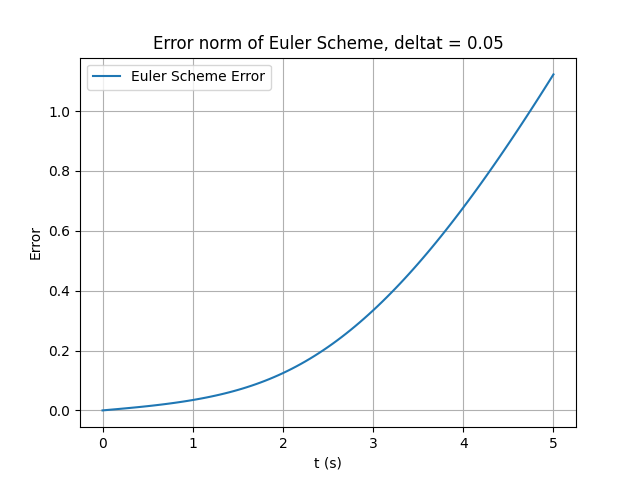 Error norm of Euler Scheme, deltat = 0.05
Euler Scheme Error
1.0
0.8
0.6
0.4
0.2
0.0
Error
0 1 2 3 4 5
t (s)